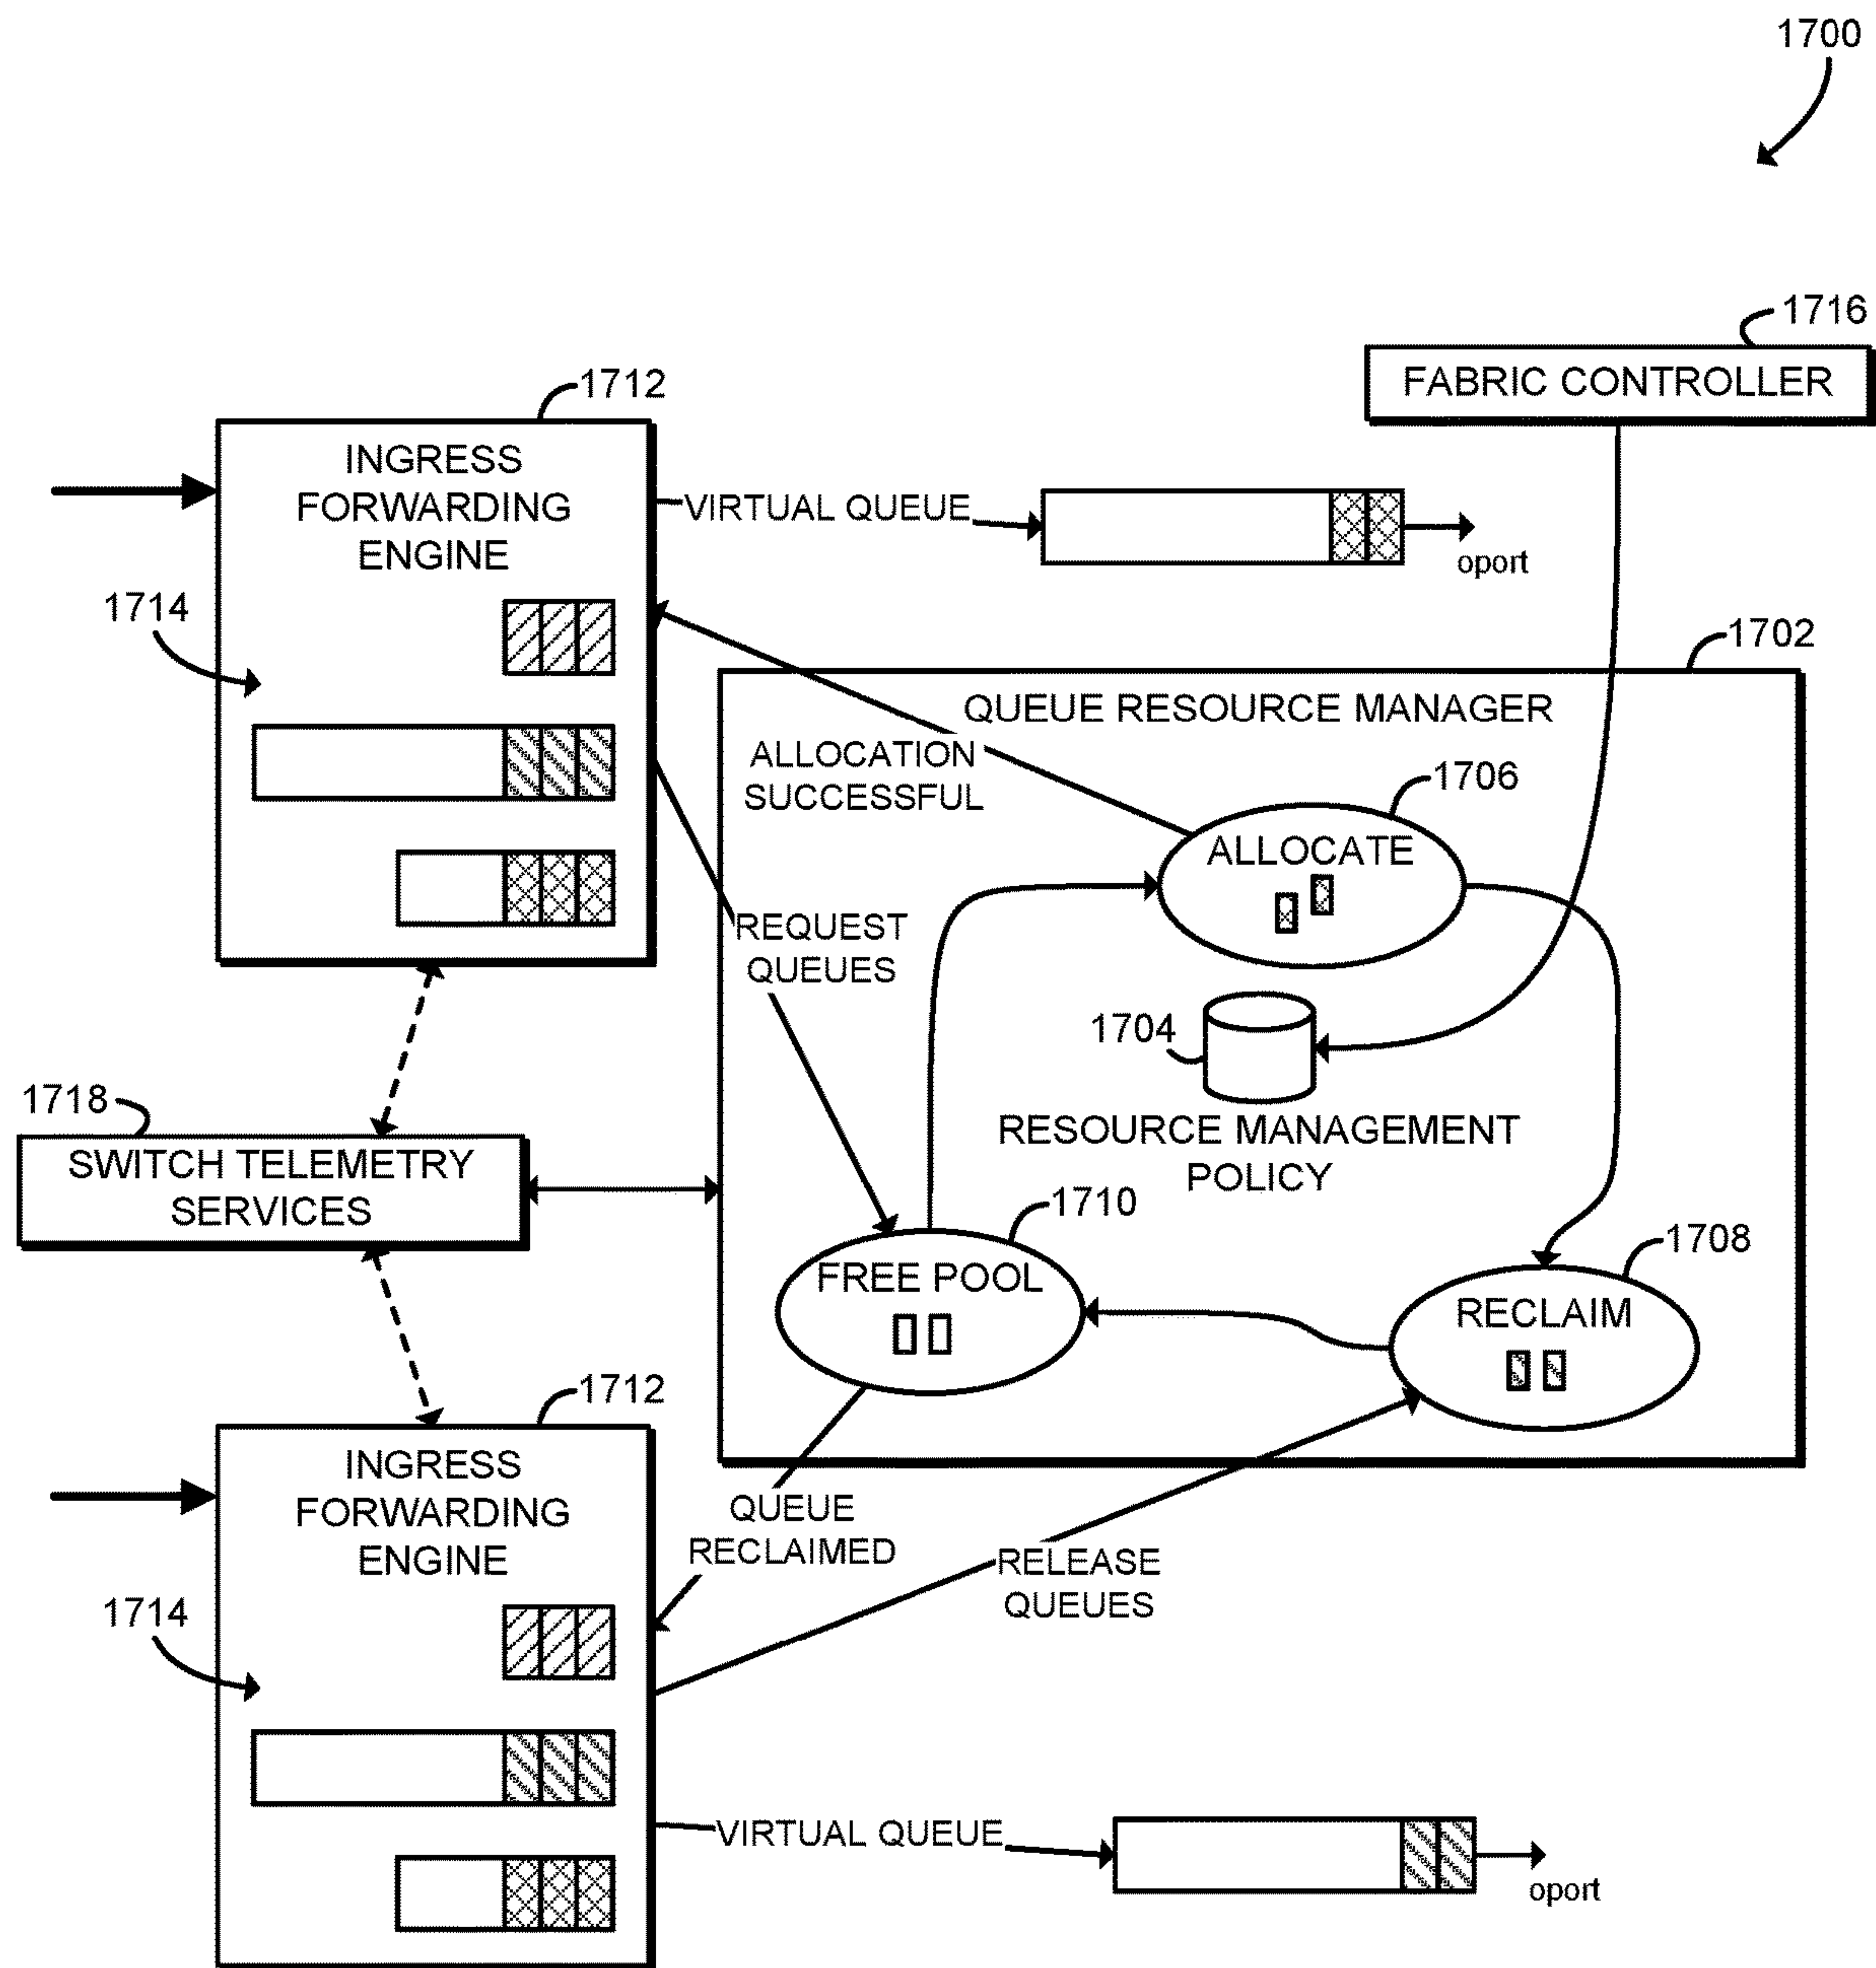 1700
1716
FABRIC CONTROLLER
1712
INGRESS
FORWARDING
ENGINE
VIRTUAL QUEUE
oport
1714
1702
QUEUE RESOURCE MANAGER
ALLOCATION
SUCCESSFUL
1706
ALLOCATE
REQUEST
QUEUES
1704
RESOURCE MANAGEMENT
POLICY
1718
SWITCH TELEMETRY
SERVICES
1710
FREE POOL
1708
RECLAIM
1712
INGRESS
FORWARDING
ENGINE
QUEUE
RECLAIMED
RELEASE
QUEUES
1714
VIRTUAL QUEUE
oport